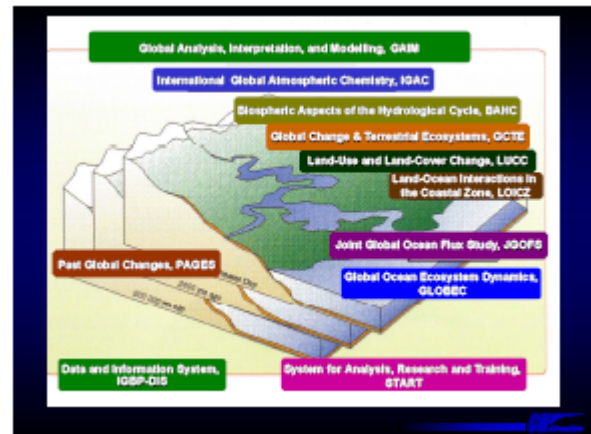 Global Analysis, Interpretation, and Modelling, GAIM
International Global Atmospheric Chemistry, IGAC
Biospheric Aspects of the Hydrological Cycle, BAHC
Global Change & Terrestrial Ecosystems, GCTE
Land-Use and Land-Cover Change, LUCC
Land-Ocean Interactions in
the Coastal Zone, LOICZ
Joint Global Ocean Flux Study, JGOFS
Past Global Changes, PAGES
Global Ocean Ecosystem Dynamics,
GLOBEC
Data and Information System,
IGBP-DIS
System for Analysis, Research and Training,
START